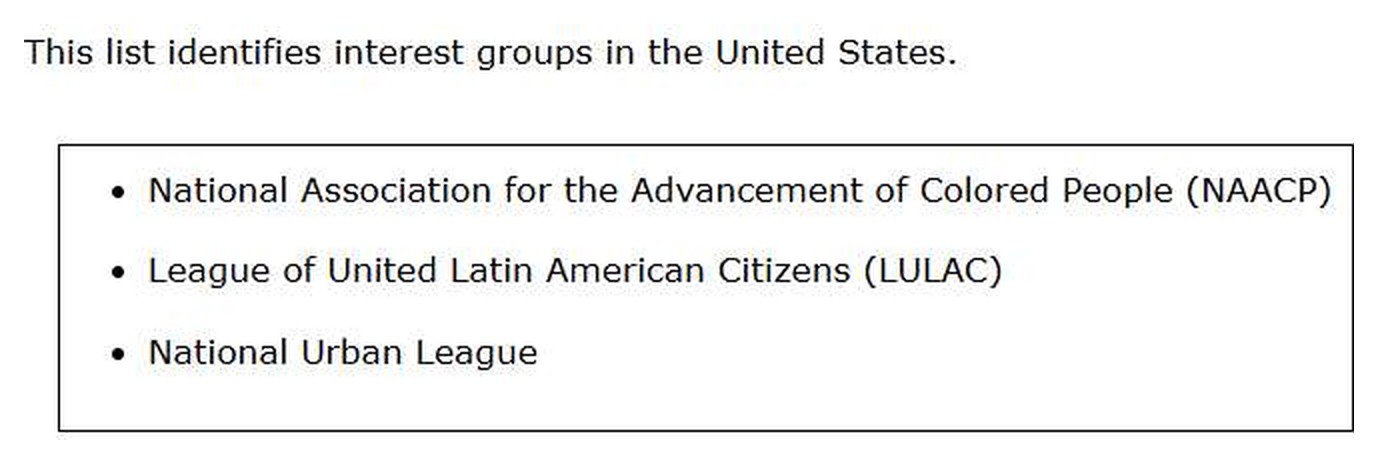 This list identifies interest groups in the United States.
• National Association for the Advancement of Colored People (NAACP)
• League of United Latin American Citizens (LULAC)
• National Urban League